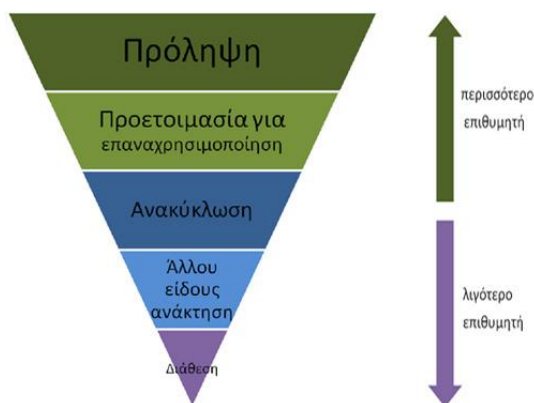 Πρόληψη
Προετοιμασία για
επαναχρησιμοποίηση
Ανακύκλωση
Άλλου
είδους
ανάκτηση
Διάθεση
περισσότερο
επιθυμητή
λιγότερο
επιθυμητή